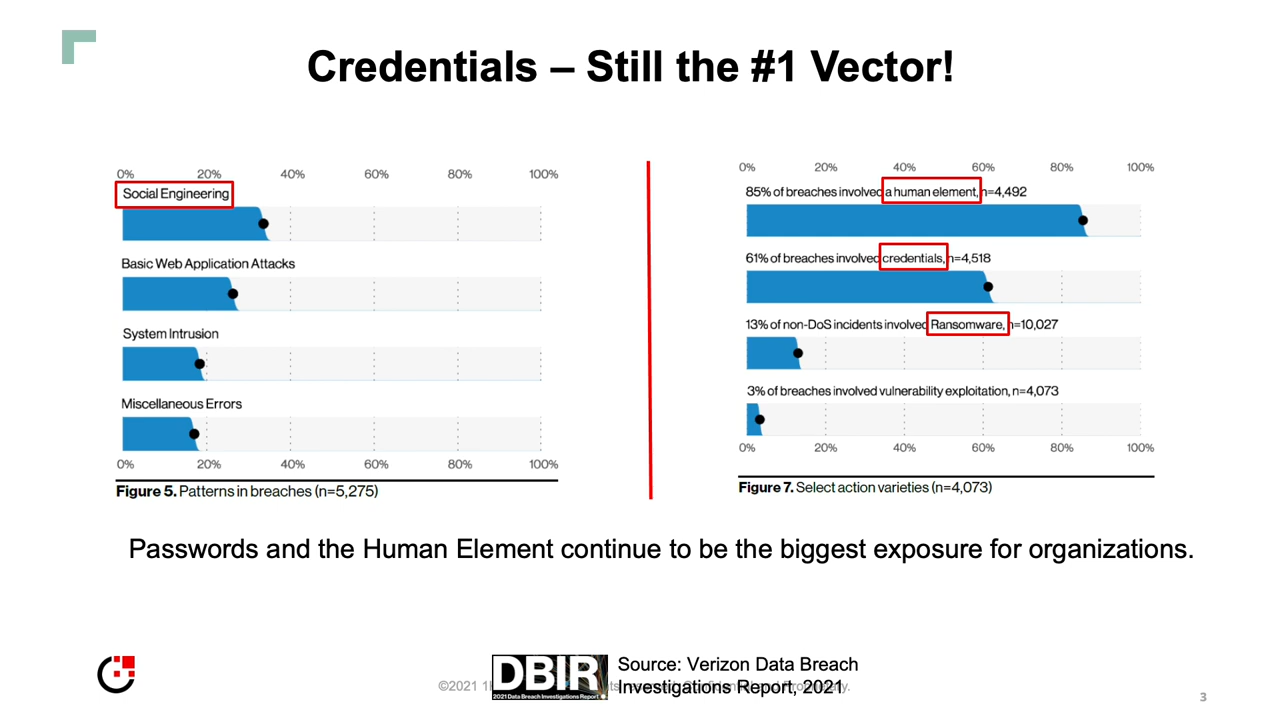 Credentials – Still the #1 Vector!
0% 20% 40% 60% 80% 100%
Social Engineering
Basic Web Application Attacks
System Intrusion
Miscellaneous Errors
0% 20% 40% 60% 80% 100%
Figure 5. Patterns in breaches (n=5,275)
0% 20% 40% 60% 80% 100%
85% of breaches involved a human element, n=4,492
61% of breaches involved credentials, n=4,518
13% of non-DoS incidents involved Ransomware, n=10,027
3% of breaches involved vulnerability exploitation, n=4,073
0% 20% 40% 60% 80% 100%
Figure 7. Select action varieties (n=4,073)
Passwords and the Human Element continue to be the biggest exposure for organizations.
DBIR
2021 Data Breach Investigations Report
Source: Verizon Data Breach
Investigations Report, 2021
©2021
3